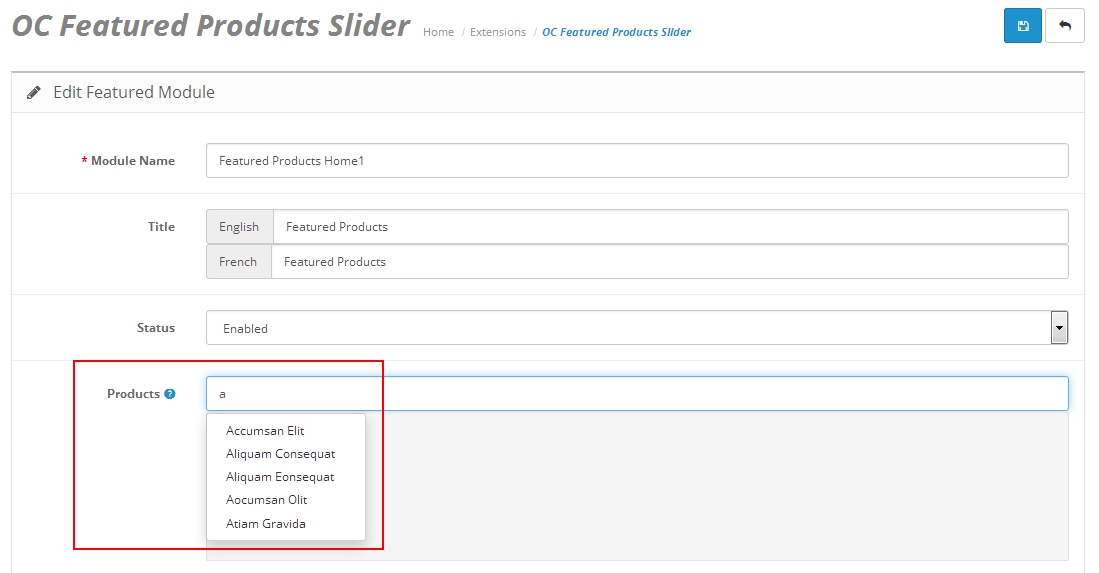 OC Featured Products Slider Home / Extensions / OC Featured Products Slider
Edit Featured Module
* Module Name Featured Products Home1
Title English Featured Products
French Featured Products
Status Enabled
Products ? a
Accumsan Elit
Aliquam Consequat
Aliquam Eonsequat
Aocumsan Olit
Atiam Gravida